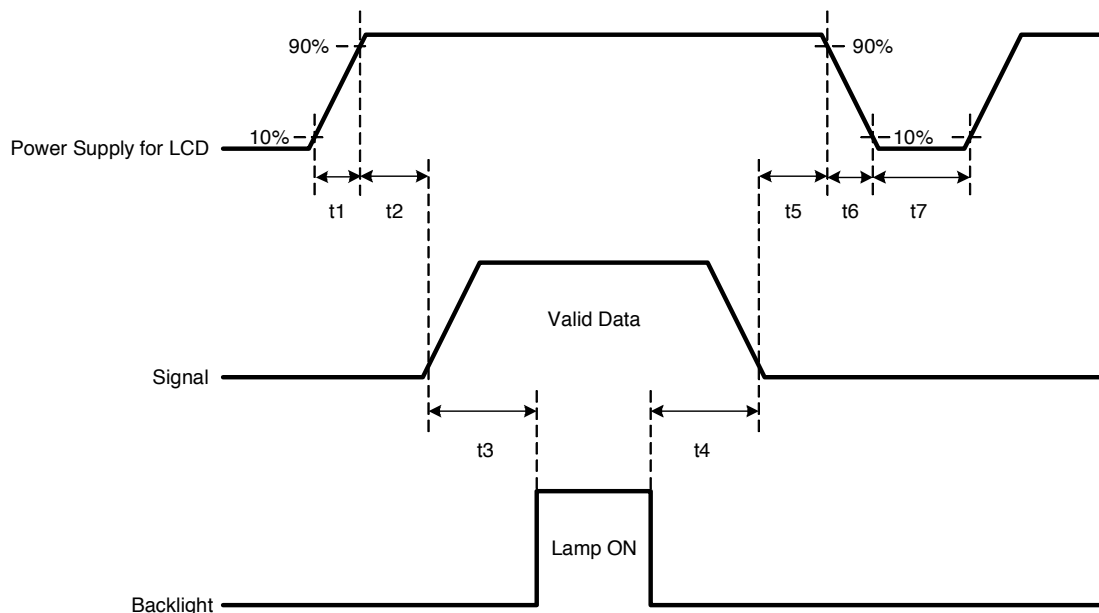 90%
90%
10%
10%
Power Supply for LCD
t1
t2
t5
t6
t7
Valid Data
Signal
t3
t4
Lamp ON
Backlight